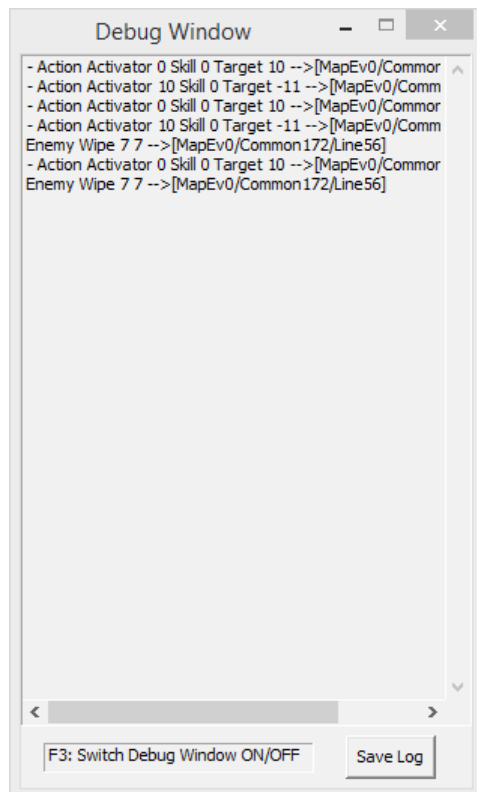 Debug Window
- Action Activator 0 Skill 0 Target 10 -->[MapEv0/Commor
- Action Activator 10 Skill 0 Target -11 -->[MapEv0/Comm
- Action Activator 0 Skill 0 Target 10 -->[MapEv0/Commor
- Action Activator 10 Skill 0 Target -11 -->[MapEv0/Comm
Enemy Wipe 7 7 -->[MapEv0/Common172/Line56]
- Action Activator 0 Skill 0 Target 10 -->[MapEv0/Commor
Enemy Wipe 7 7 -->[MapEv0/Common172/Line56]
F3: Switch Debug Window ON/OFF
Save Log